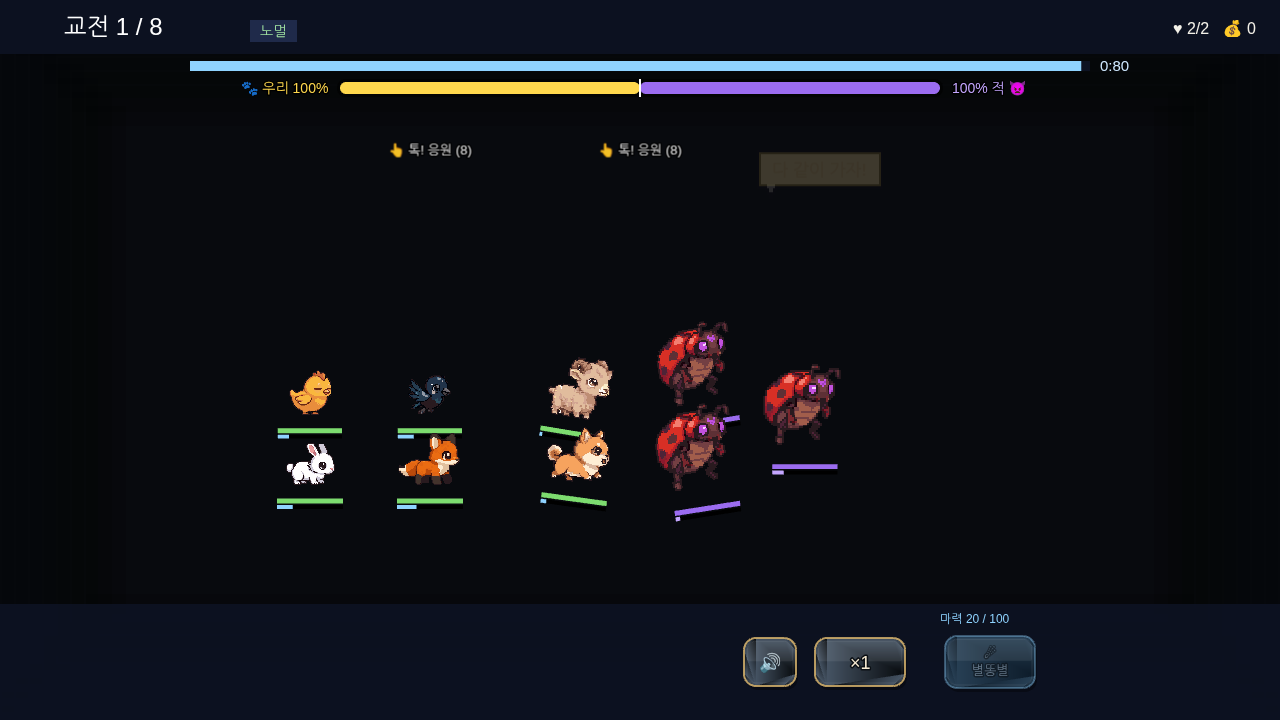 교전 1 / 8
노멀
♥ 2/2 💰 0
0:80
🐾 우리 100%
100% 적 😈
👆 톡! 응원 (8)
👆 톡! 응원 (8)
마력 20 / 100
×1
별똥별